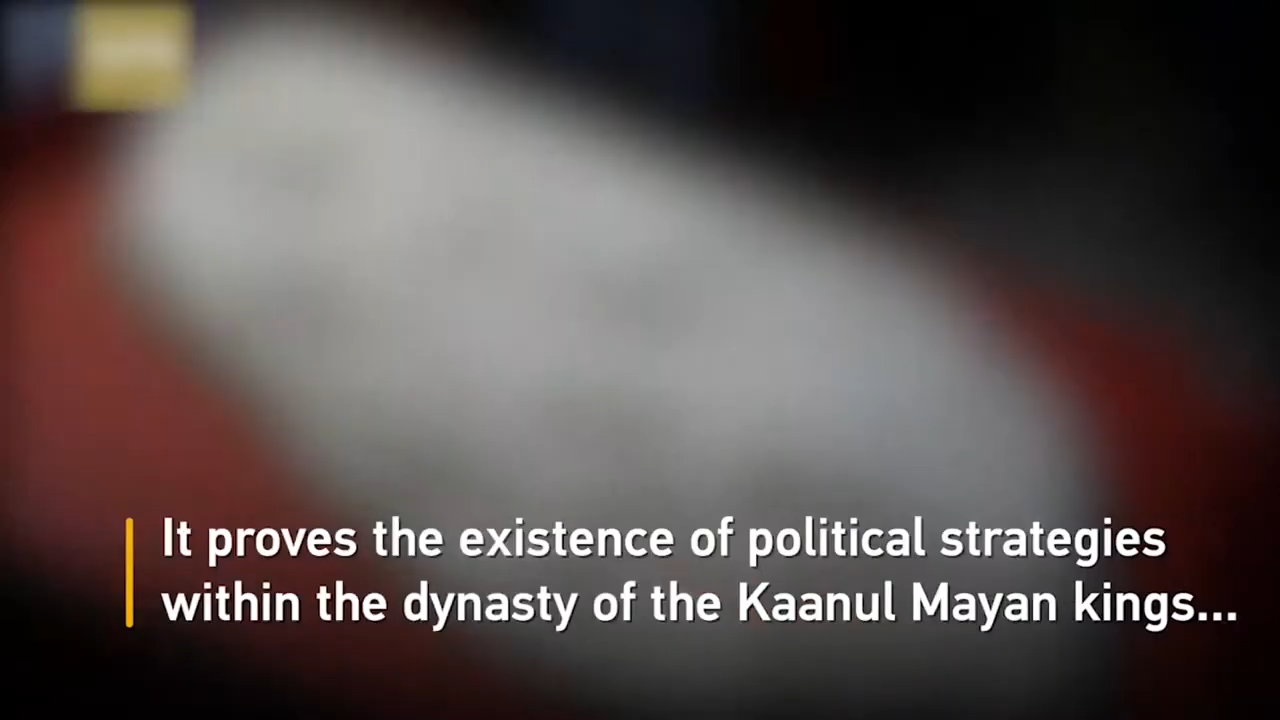 It proves the existence of political strategies
within the dynasty of the Kaanul Mayan kings...